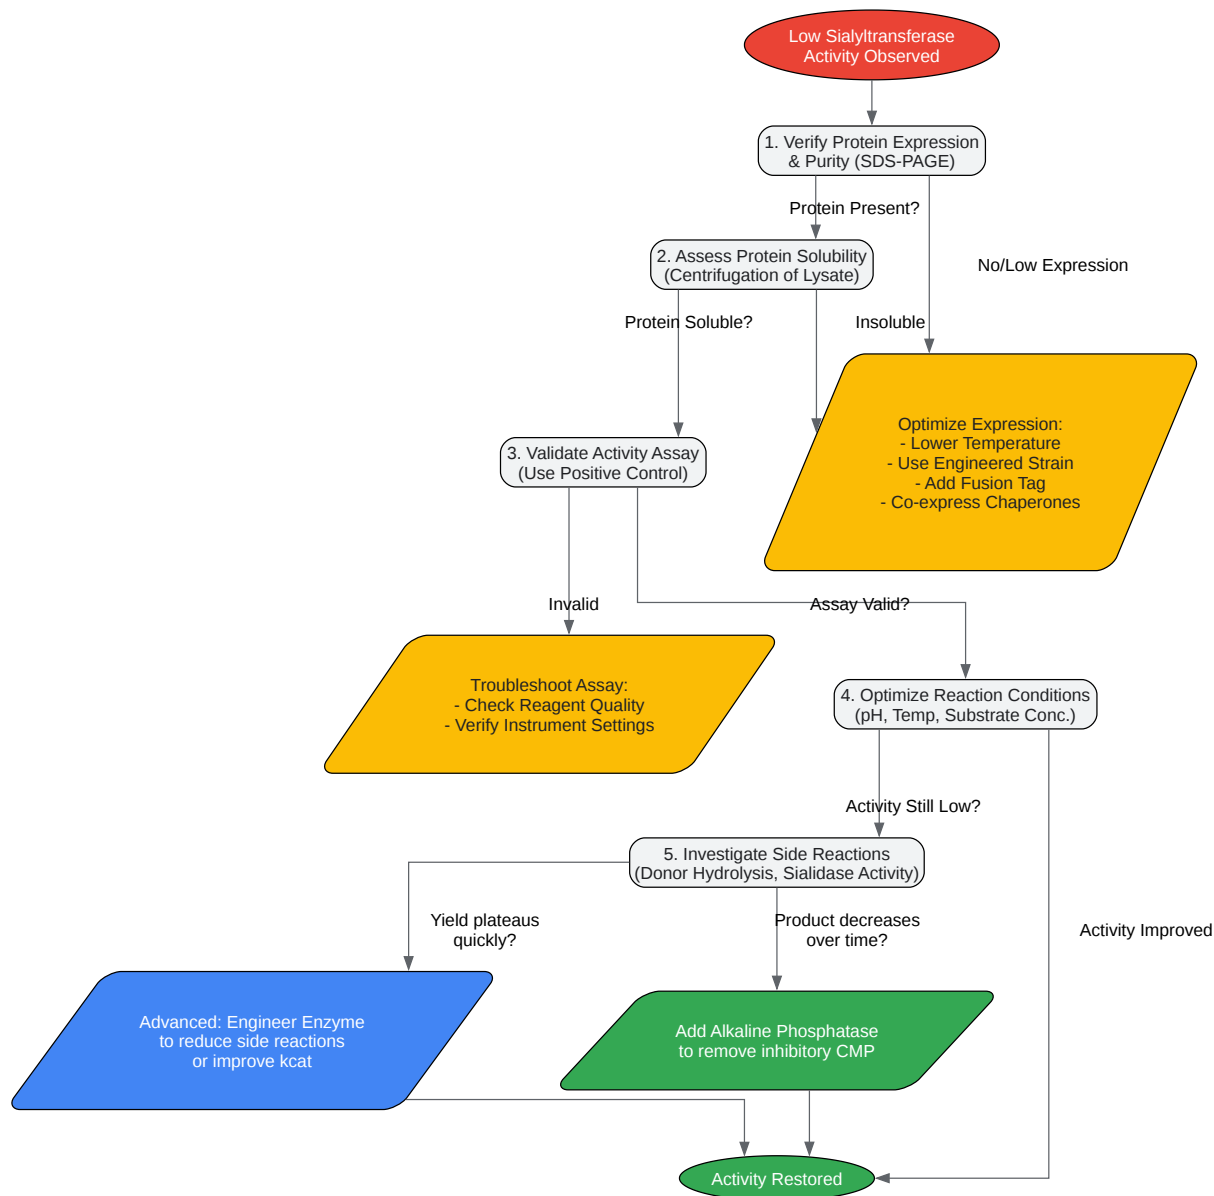 Low Sialyltransferase
Activity Observed
1. Verify Protein Expression
& Purity (SDS-PAGE)
Protein Present?
2. Assess Protein Solubility
(Centrifugation of Lysate)
No/Low Expression
Protein Soluble?
Insoluble
Optimize Expression:
- Lower Temperature
- Use Engineered Strain
- Add Fusion Tag
- Co-express Chaperones
3. Validate Activity Assay
(Use Positive Control)
Invalid
Assay Valid?
Troubleshoot Assay:
- Check Reagent Quality
- Verify Instrument Settings
4. Optimize Reaction Conditions
(pH, Temp, Substrate Conc.)
Activity Still Low?
5. Investigate Side Reactions
(Donor Hydrolysis, Sialidase Activity)
Yield plateaus
quickly?
Product decreases
over time?
Activity Improved
Advanced: Engineer Enzyme
to reduce side reactions
or improve kcat
Add Alkaline Phosphatase
to remove inhibitory CMP
Activity Restored